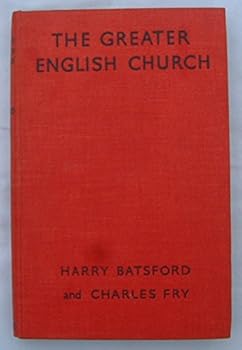 THE GREATER
ENGLISH CHURCH
HARRY BATSFORD
and CHARLES FRY